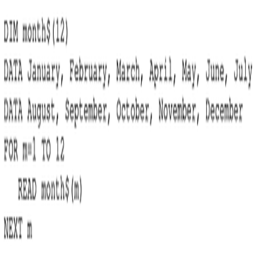 DIM month$(12)
DATA January, February, March, April, May, June, July
DATA August, September, October, November, December
FOR m=1 TO 12
READ month$(m)
NEXT m